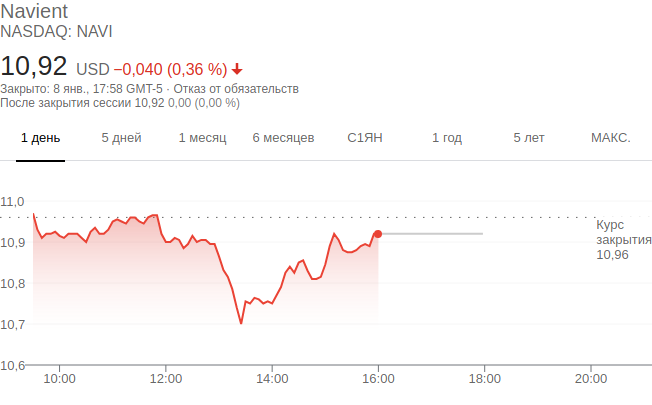 Navient
NASDAQ: NAVI
10,92 USD −0,040 (0,36 %)
Закрыто: 8 янв., 17:58 GMT-5 · Отказ от обязательств
После закрытия сессии 10,92 0,00 (0,00 %)
1 день 5 дней 1 месяц 6 месяцев С1ЯН 1 год 5 лет МАКС.
11,0
10,9
10,8
10,7
10,6
Курс
закрытия
10,96
10:00 12:00 14:00 16:00 18:00 20:00